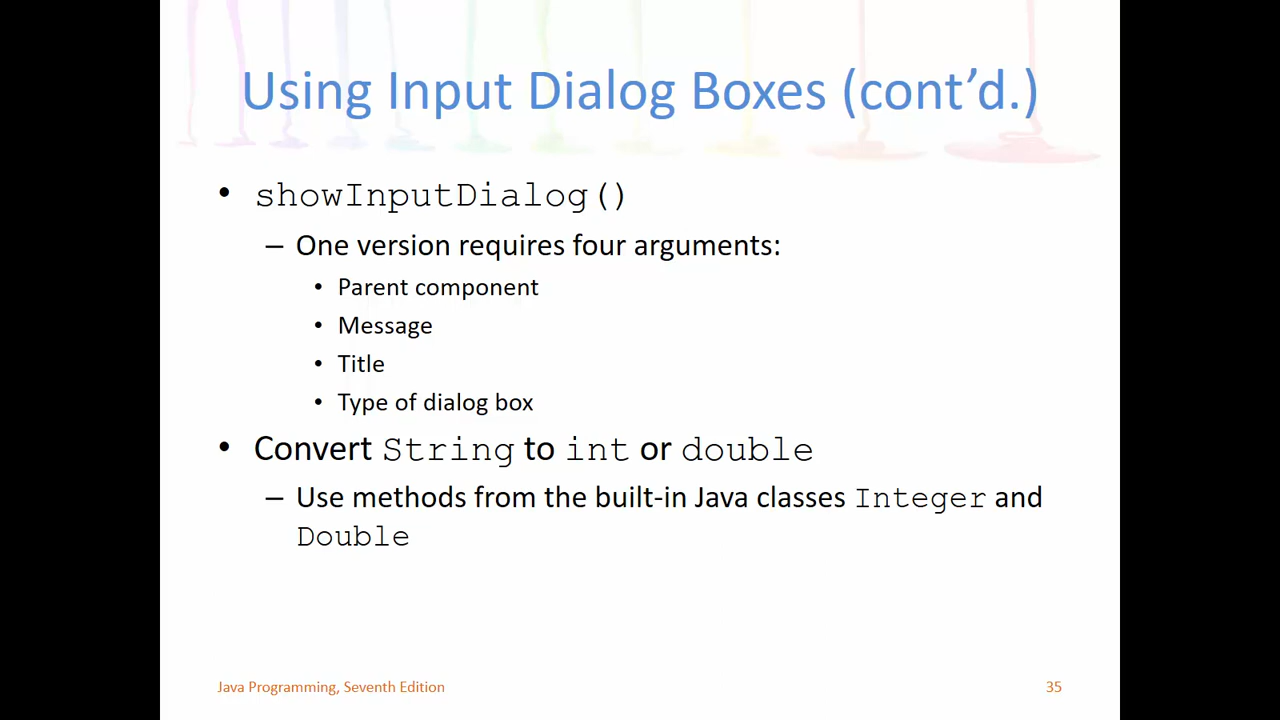 Using Input Dialog Boxes (cont’d.)
• showInputDialog()
– One version requires four arguments:
• Parent component
• Message
• Title
• Type of dialog box
• Convert String to int or double
– Use methods from the built-in Java classes Integer and
Double
Java Programming, Seventh Edition
35